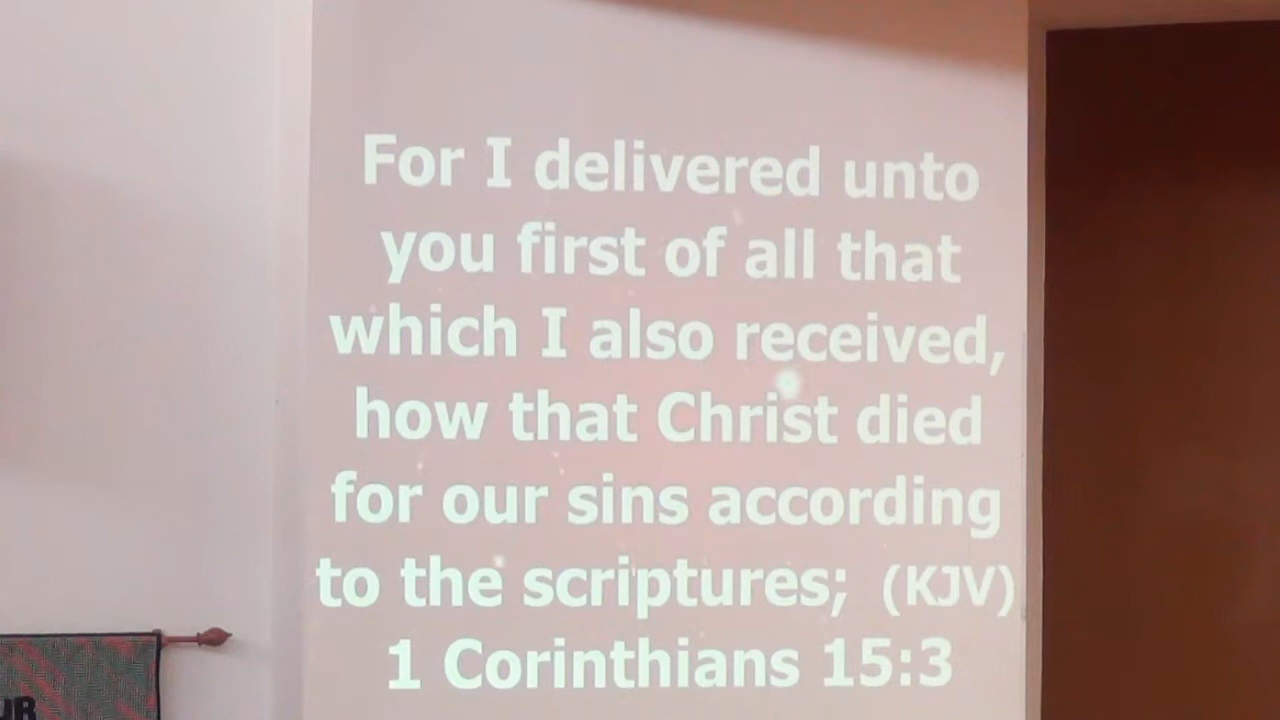 For I delivered unto
you first of all that
which I also received,
how that Christ died
for our sins according
to the scriptures; (KJV)
1 Corinthians 15:3